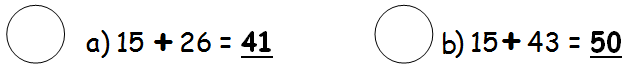 a) 15 + 26 = 41 b) 15 + 43 = 50